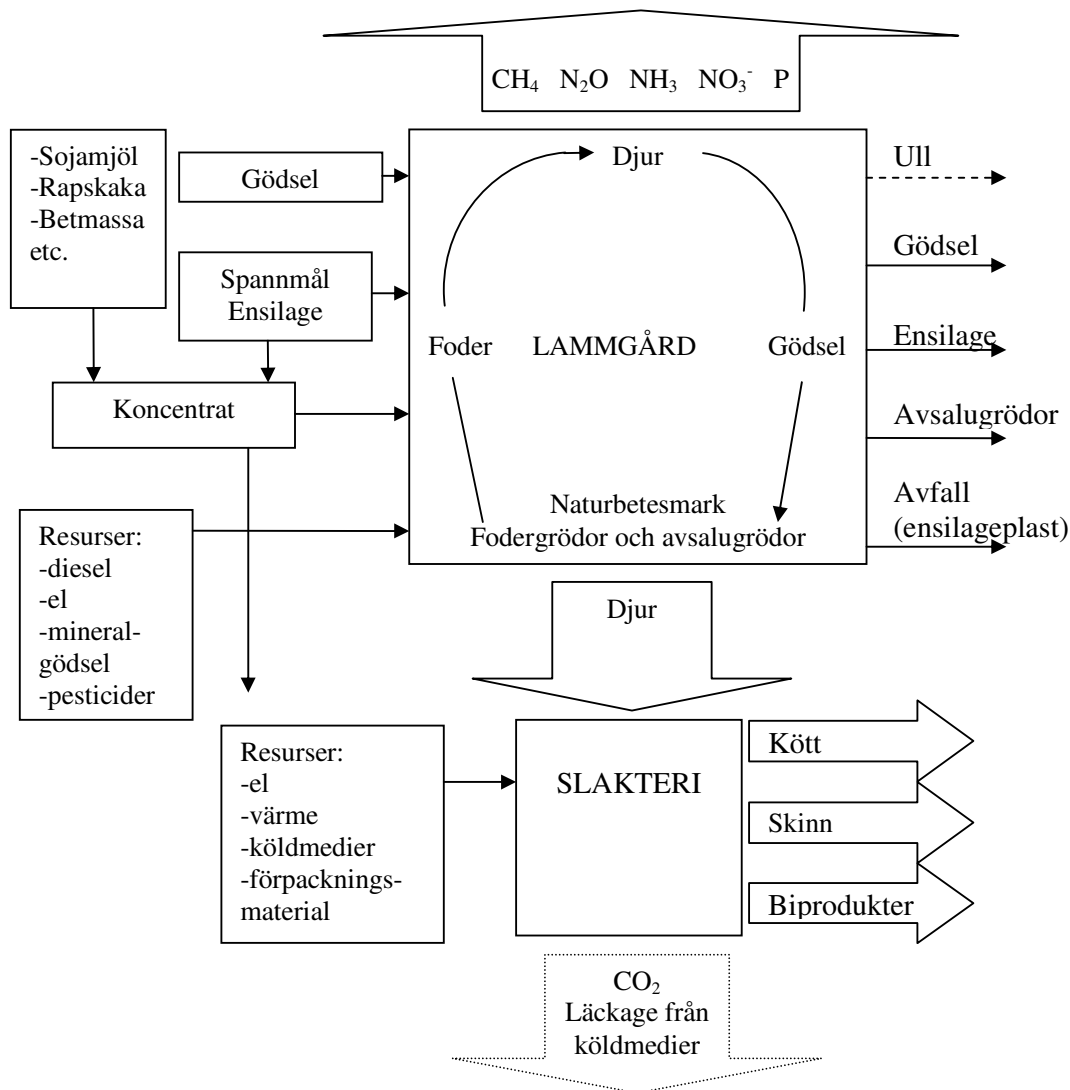 CH₄ N₂O NH₃ NO₃⁻ P
-Sojamjöl
-Rapskaka
-Betmassa
etc.
Gödsel
Spannmål
Ensilage
Koncentrat
Resurser:
-diesel
-el
-mineral-
gödsel
-pesticider
Djur
Foder
LAMMGÅRD
Gödsel
Naturbetesmark
Fodergrödor och avsalugrödor
Ull
Gödsel
Ensilage
Avsalugrödor
Avfall
(ensilageplast)
Djur
Resurser:
-el
-värme
-köldmedier
-förpacknings-
material
SLAKTERI
Kött
Skinn
Biprodukter
CO₂
Läckage från
köldmedier